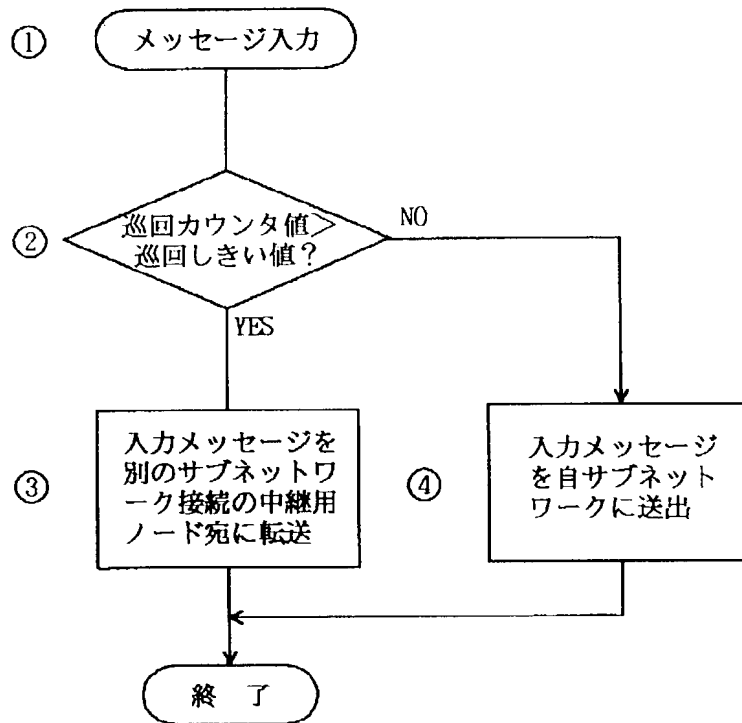 ① メッセージ入力
② 巡回カウンタ値>
巡回しきい値?
NO
YES
③ 入力メッセージを
別のサブネットワ
ーク接続の中継用
ノード宛に転送
④ 入力メッセージ
を自サブネット
ワークに送出
終 了